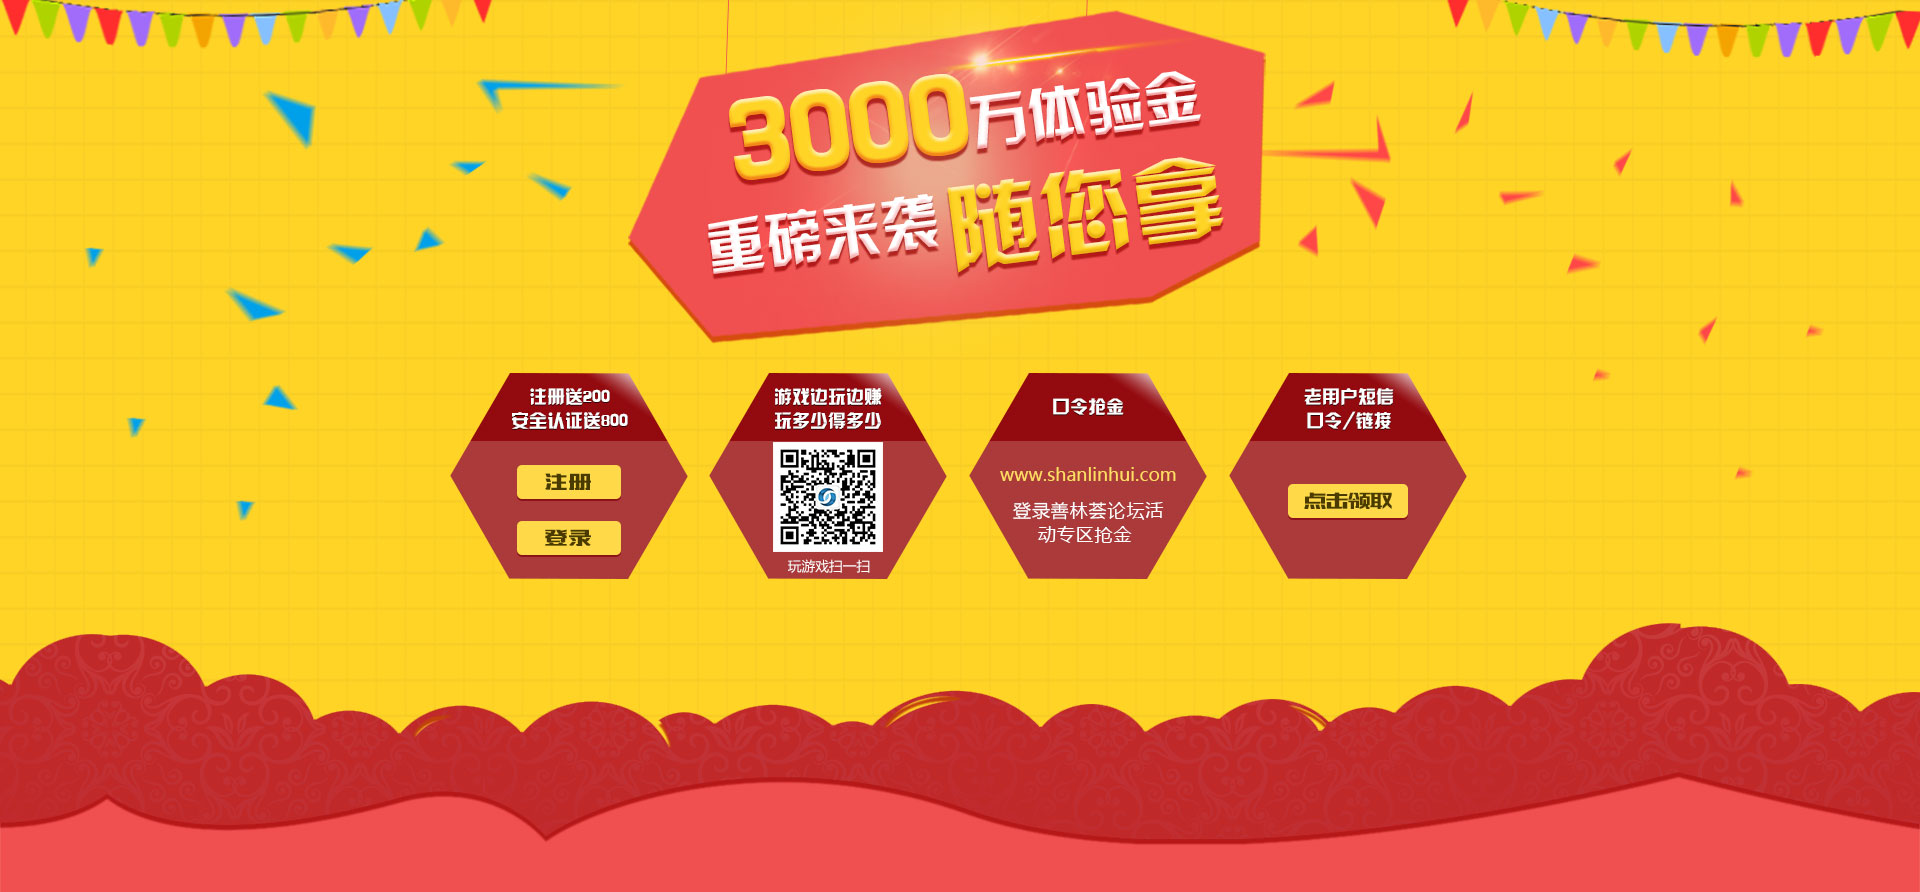 3000万体验金
重磅来袭随您拿
注册送200
安全认证送800
注册
登录
游戏边玩边赚
玩多少得多少
玩游戏扫一扫
口令抢金
www.shanlinhui.com
登录善林荟论坛活
动专区抢金
老用户短信
口令/链接
点击领取